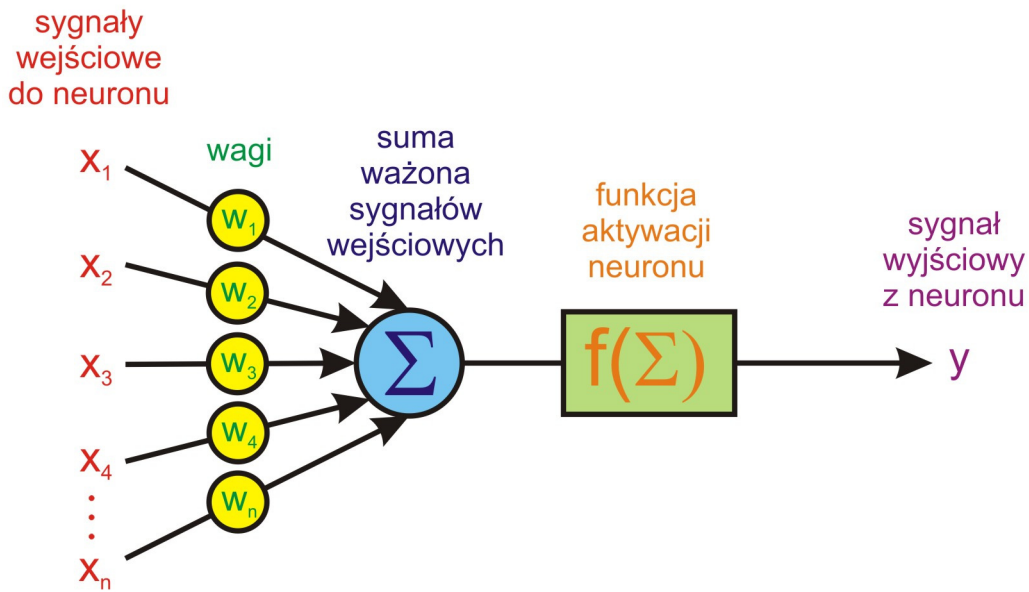 sygnały
wejściowe
do neuronu
wagi
suma
ważona
sygnałów
wejściowych
funkcja
aktywacji
neuronu
sygnał
wyjściowy
z neuronu
x₁
w₁
x₂
w₂
x₃
w₃
Σ
f(Σ)
y
x₄
w₄
wₙ
xₙ